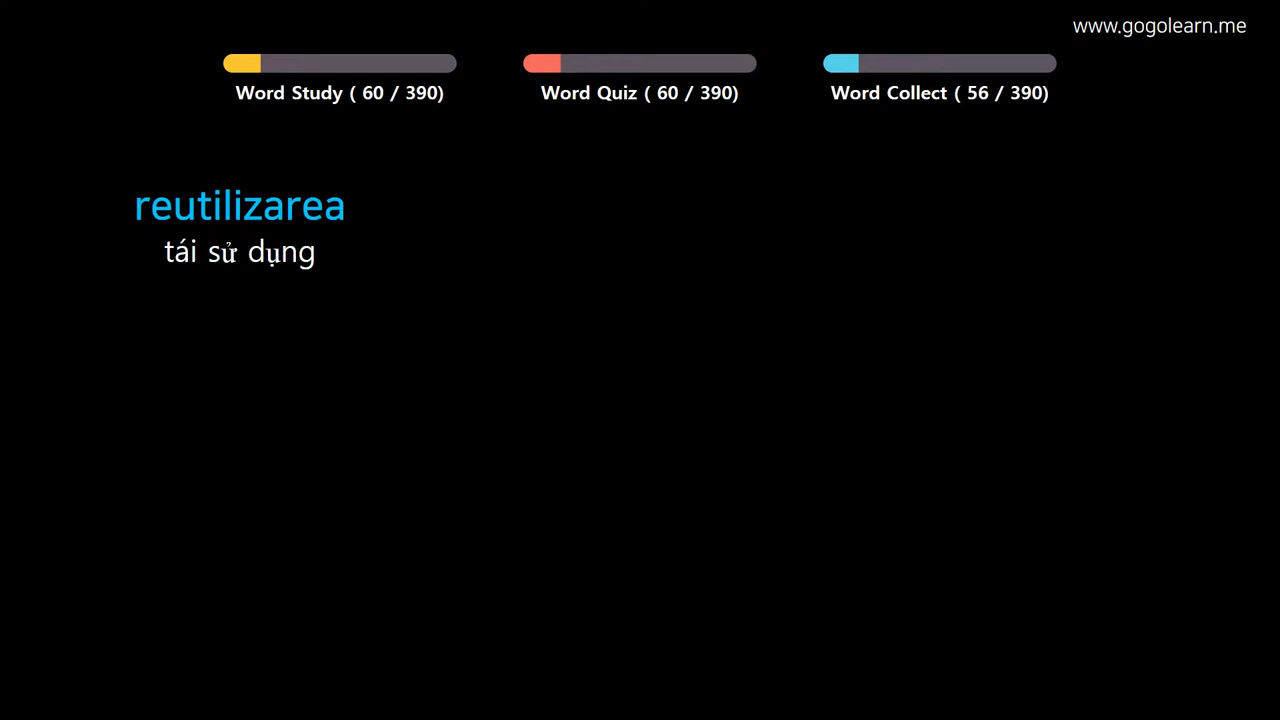 www.gogolearn.me
Word Study ( 60 / 390)
Word Quiz ( 60 / 390)
Word Collect ( 56 / 390)
reutilizarea
tái sử dụng